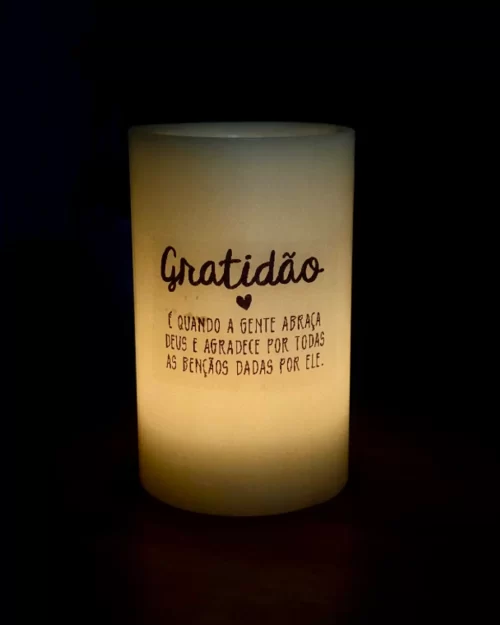 Gratidão
É QUANDO A GENTE ABRAÇA
DEUS E AGRADECE POR TODAS
AS BENÇÃOS DADAS POR ELE.